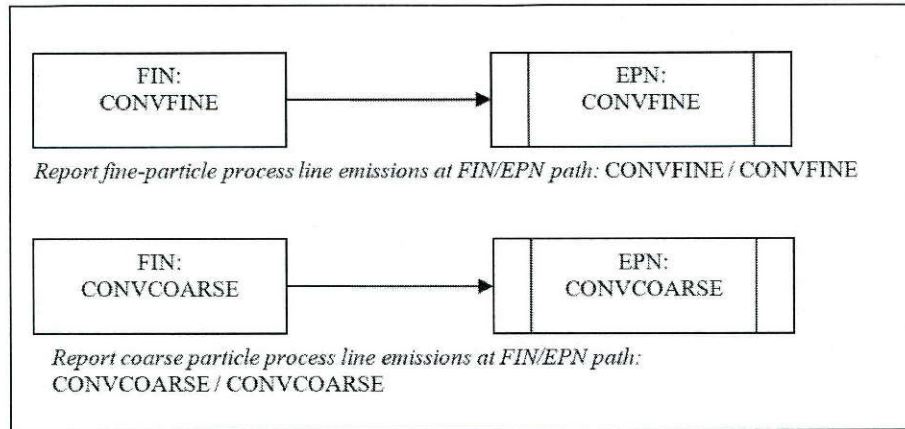 FIN:
CONVFINE
EPN:
CONVFINE
Report fine-particle process line emissions at FIN/EPN path: CONVFINE / CONVFINE
FIN:
CONVCOARSE
EPN:
CONVCOARSE
Report coarse particle process line emissions at FIN/EPN path:
CONVCOARSE / CONVCOARSE